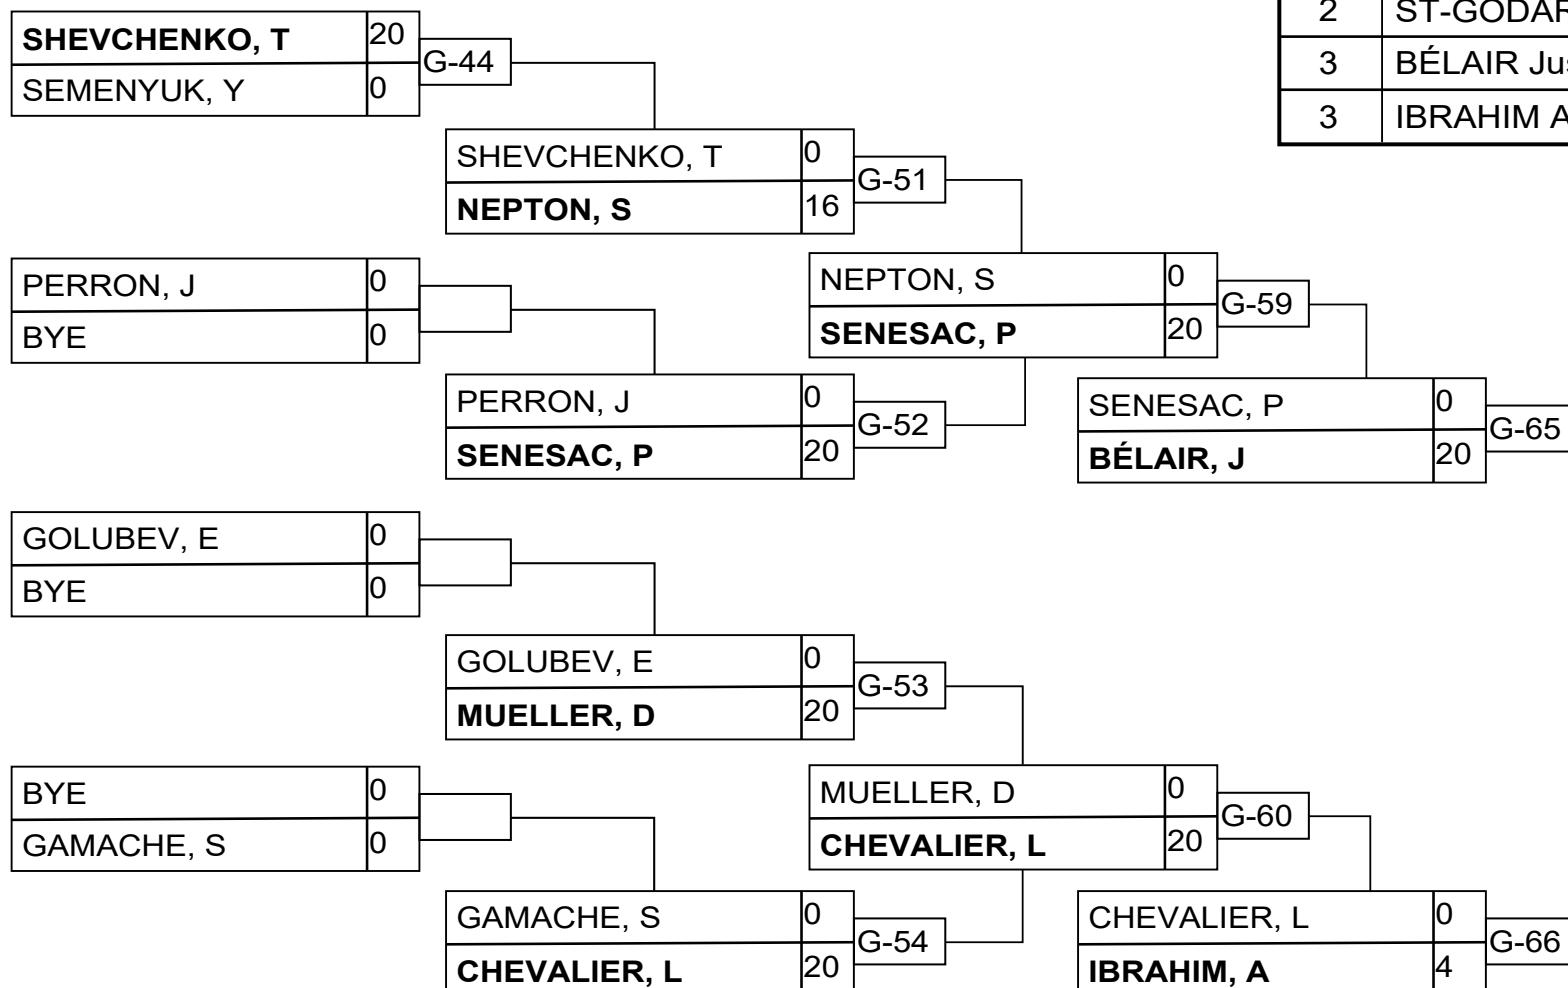 2 ST-GODAR
SHEVCHENKO, T 20
G-44
SEMENYUK, Y 0
3 BÉLAIR Jus
3 IBRAHIM A
SHEVCHENKO, T 0
G-51
NEPTON, S 16
PERRON, J 0
BYE 0
NEPTON, S 0
G-59
SENESAC, P 20
PERRON, J 0
G-52
SENESAC, P 20
SENESAC, P 0
G-65
BÉLAIR, J 20
GOLUBEV, E 0
BYE 0
GOLUBEV, E 0
G-53
MUELLER, D 20
BYE 0
GAMACHE, S 0
MUELLER, D 0
G-60
CHEVALIER, L 20
GAMACHE, S 0
G-54
CHEVALIER, L 20
CHEVALIER, L 0
G-66
IBRAHIM, A 4